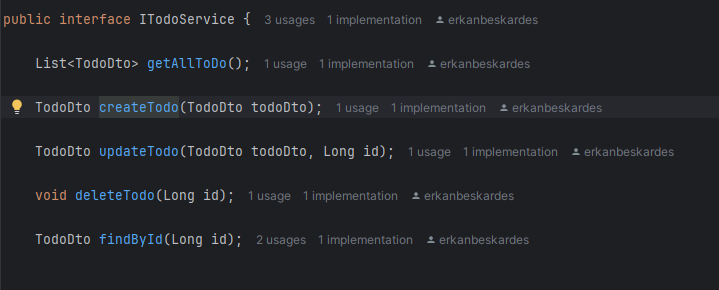 public interface ITodoService { 3 usages 1 implementation erkanbeskardes
List<TodoDto> getAllToDo(); 1 usage 1 implementation erkanbeskardes
TodoDto createTodo(TodoDto todoDto); 1 usage 1 implementation erkanbeskardes
TodoDto updateTodo(TodoDto todoDto, Long id); 1 usage 1 implementation erkanbeskardes
void deleteTodo(Long id); 1 usage 1 implementation erkanbeskardes
TodoDto findById(Long id); 2 usages 1 implementation erkanbeskardes